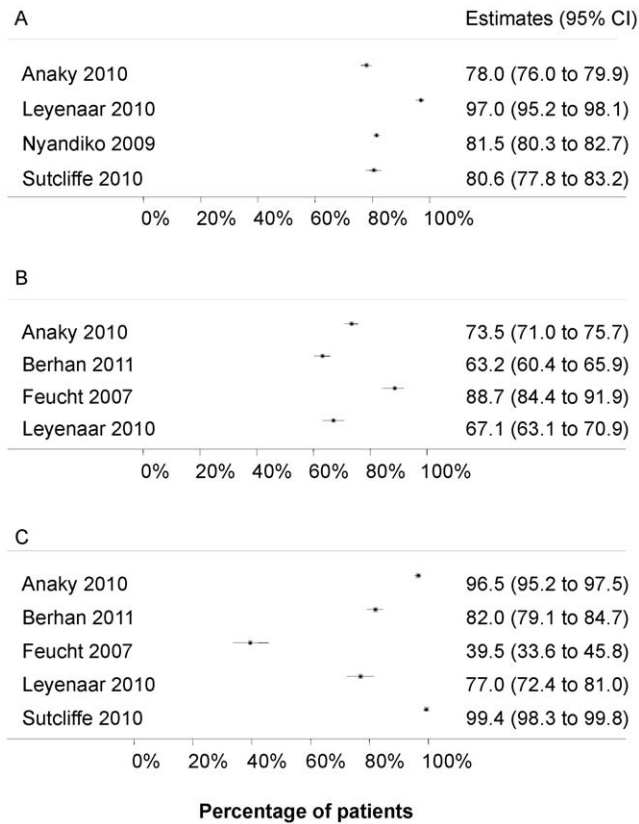 A Estimates (95% CI)
Anaky 2010 78.0 (76.0 to 79.9)
Leyenaar 2010 97.0 (95.2 to 98.1)
Nyandiko 2009 81.5 (80.3 to 82.7)
Sutcliffe 2010 80.6 (77.8 to 83.2)
0% 20% 40% 60% 80% 100%
B
Anaky 2010 73.5 (71.0 to 75.7)
Berhan 2011 63.2 (60.4 to 65.9)
Feucht 2007 88.7 (84.4 to 91.9)
Leyenaar 2010 67.1 (63.1 to 70.9)
0% 20% 40% 60% 80% 100%
C
Anaky 2010 96.5 (95.2 to 97.5)
Berhan 2011 82.0 (79.1 to 84.7)
Feucht 2007 39.5 (33.6 to 45.8)
Leyenaar 2010 77.0 (72.4 to 81.0)
Sutcliffe 2010 99.4 (98.3 to 99.8)
0% 20% 40% 60% 80% 100%
Percentage of patients